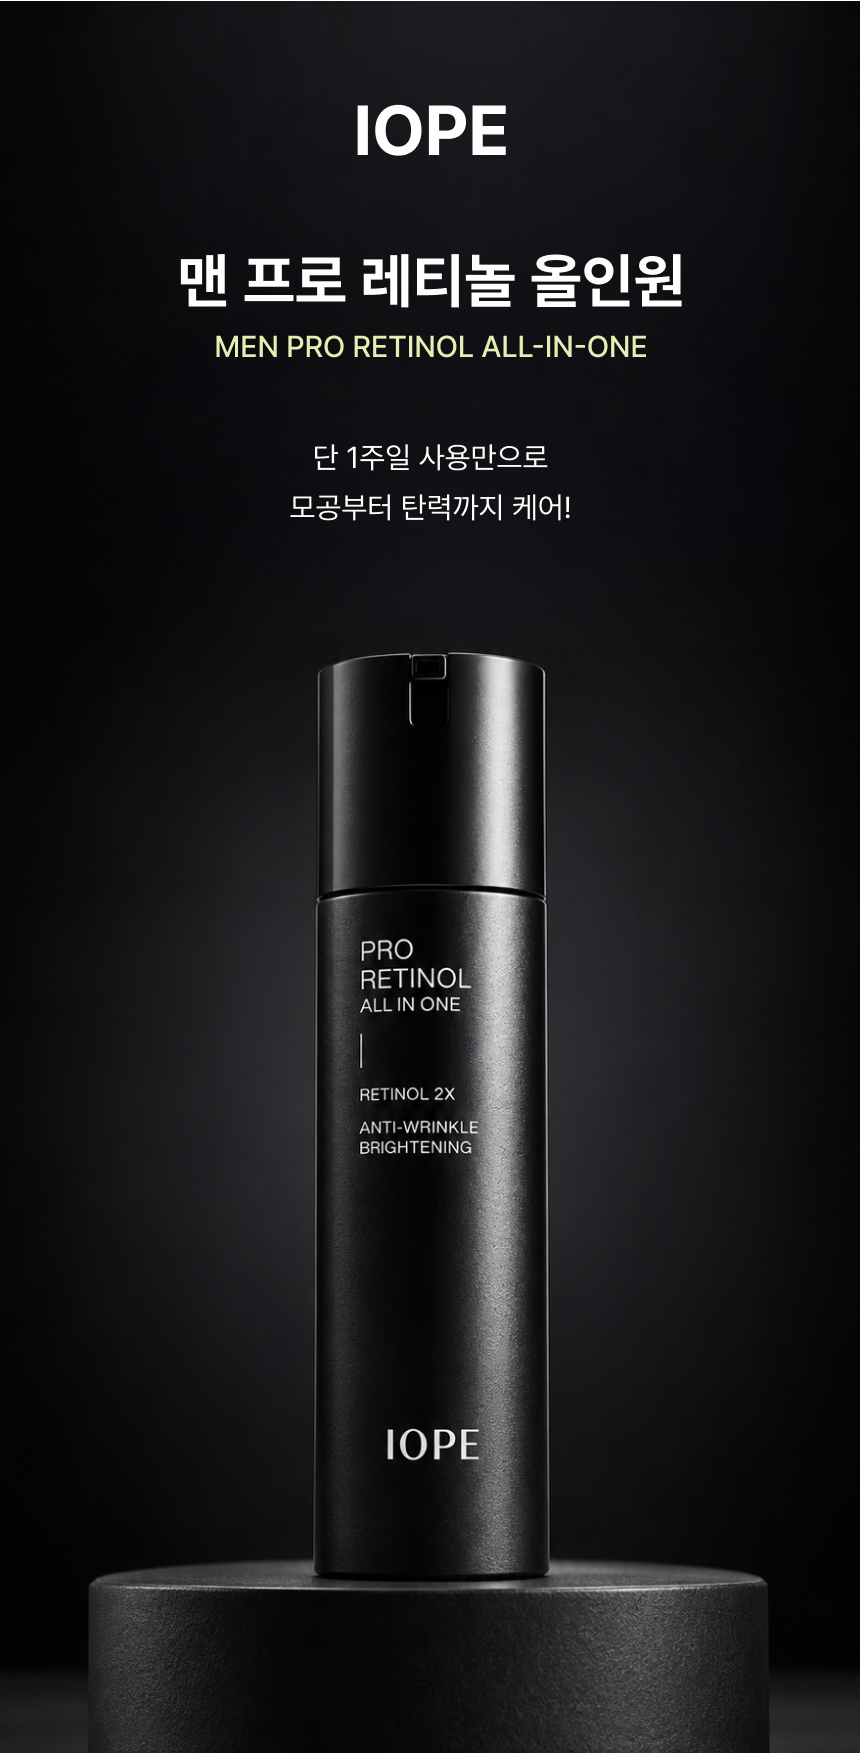 IOPE
맨 프로 레티놀 올인원
MEN PRO RETINOL ALL-IN-ONE
단 1주일 사용만으로
모공부터 탄력까지 케어!
PRO
RETINOL
ALL IN ONE
RETINOL 2X
ANTI-WRINKLE
BRIGHTENING
IOPE